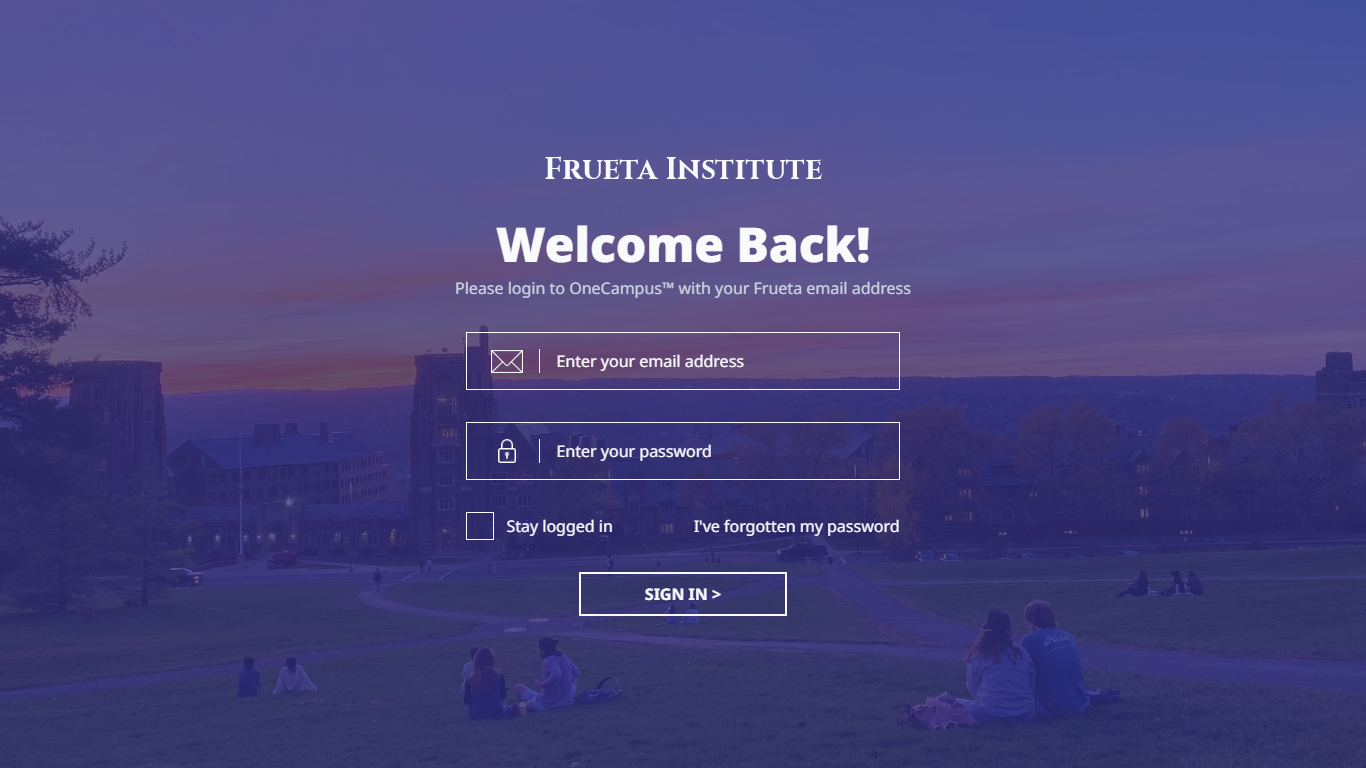 Frueta Institute
Welcome Back!
Please login to OneCampus™ with your Frueta email address
Enter your email address
Enter your password
Stay logged in
I've forgotten my password
SIGN IN >